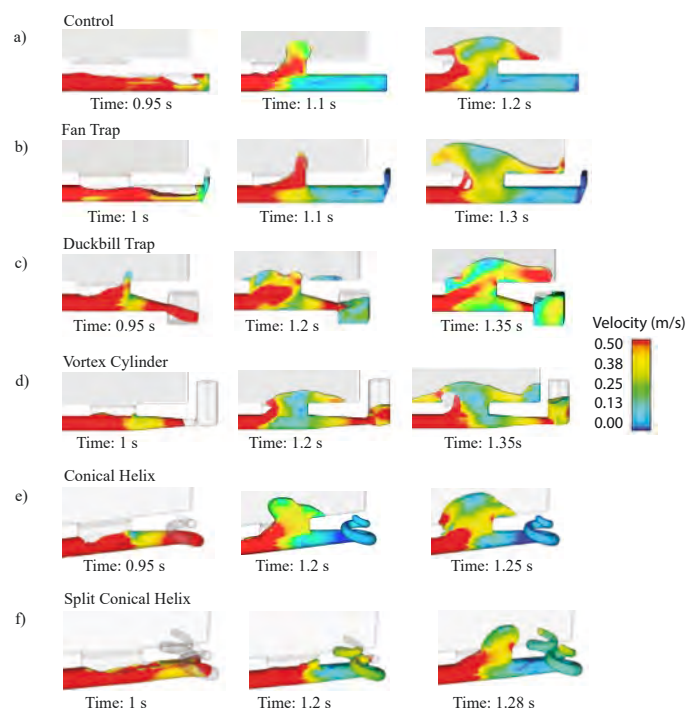 Control
a)
Time: 0.95 s
Time: 1.1 s
Time: 1.2 s
Fan Trap
b)
Time: 1 s
Time: 1.1 s
Time: 1.3 s
Duckbill Trap
c)
Time: 0.95 s
Time: 1.2 s
Time: 1.35 s
Velocity (m/s)
0.50
0.38
0.25
0.13
0.00
Vortex Cylinder
d)
Time: 1 s
Time: 1.2 s
Time: 1.35s
Conical Helix
e)
Time: 0.95 s
Time: 1.2 s
Time: 1.25 s
Split Conical Helix
f)
Time: 1 s
Time: 1.2 s
Time: 1.28 s